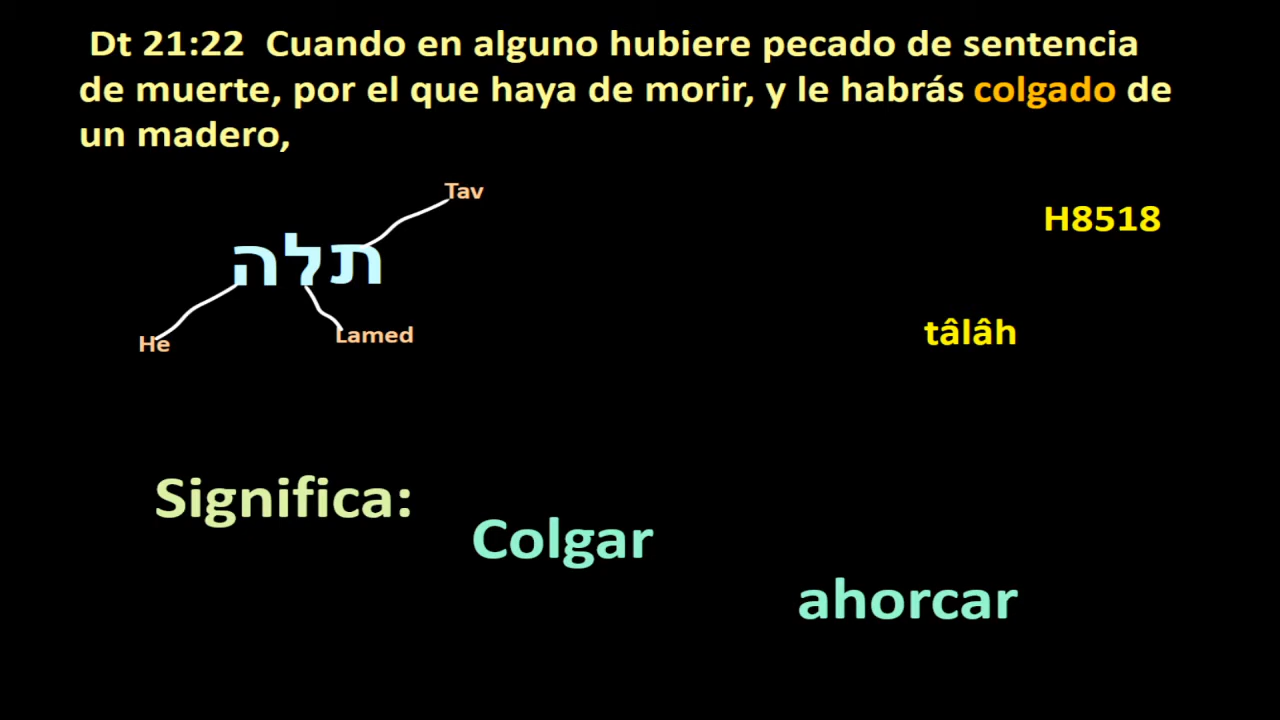 Dt 21:22 Cuando en alguno hubiere pecado de sentencia
de muerte, por el que haya de morir, y le habrás colgado de
un madero,
Tav
H8518
תלה
He
Lamed
tâlâh
Significa:
Colgar
ahorcar